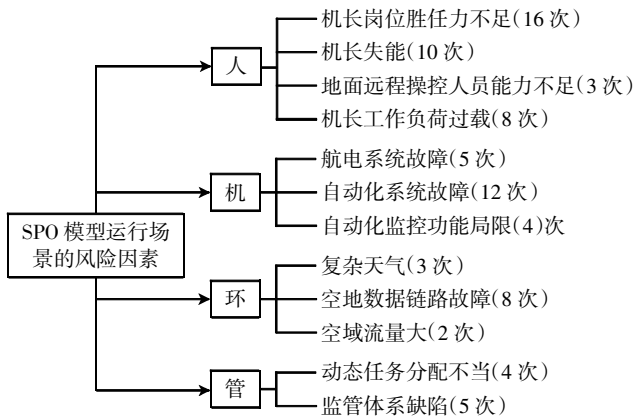 机长岗位胜任力不足(16 次)
机长失能(10 次)
人
地面远程操控人员能力不足(3 次)
机长工作负荷过载(8 次)
航电系统故障(5 次)
机
自动化系统故障(12 次)
自动化监控功能局限(4)次
SPO 模型运行场
景的风险因素
复杂天气(3 次)
环
空地数据链路故障(8 次)
空域流量大(2 次)
动态任务分配不当(4 次)
管
监管体系缺陷(5 次)